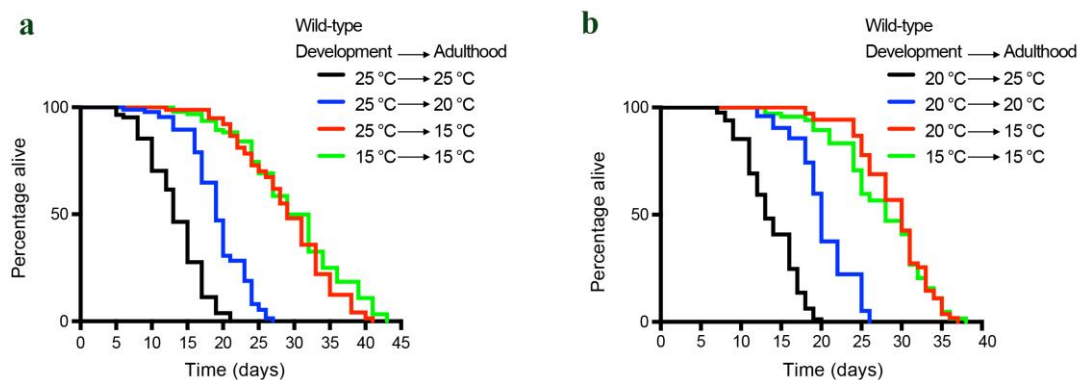 a
Wild-type
Development → Adulthood
25 °C → 25 °C
25 °C → 20 °C
25 °C → 15 °C
15 °C → 15 °C
Percentage alive
100
50
0
0 5 10 15 20 25 30 35 40 45
Time (days)
b
Wild-type
Development → Adulthood
20 °C → 25 °C
20 °C → 20 °C
20 °C → 15 °C
15 °C → 15 °C
Percentage alive
100
50
0
0 5 10 15 20 25 30 35 40
Time (days)